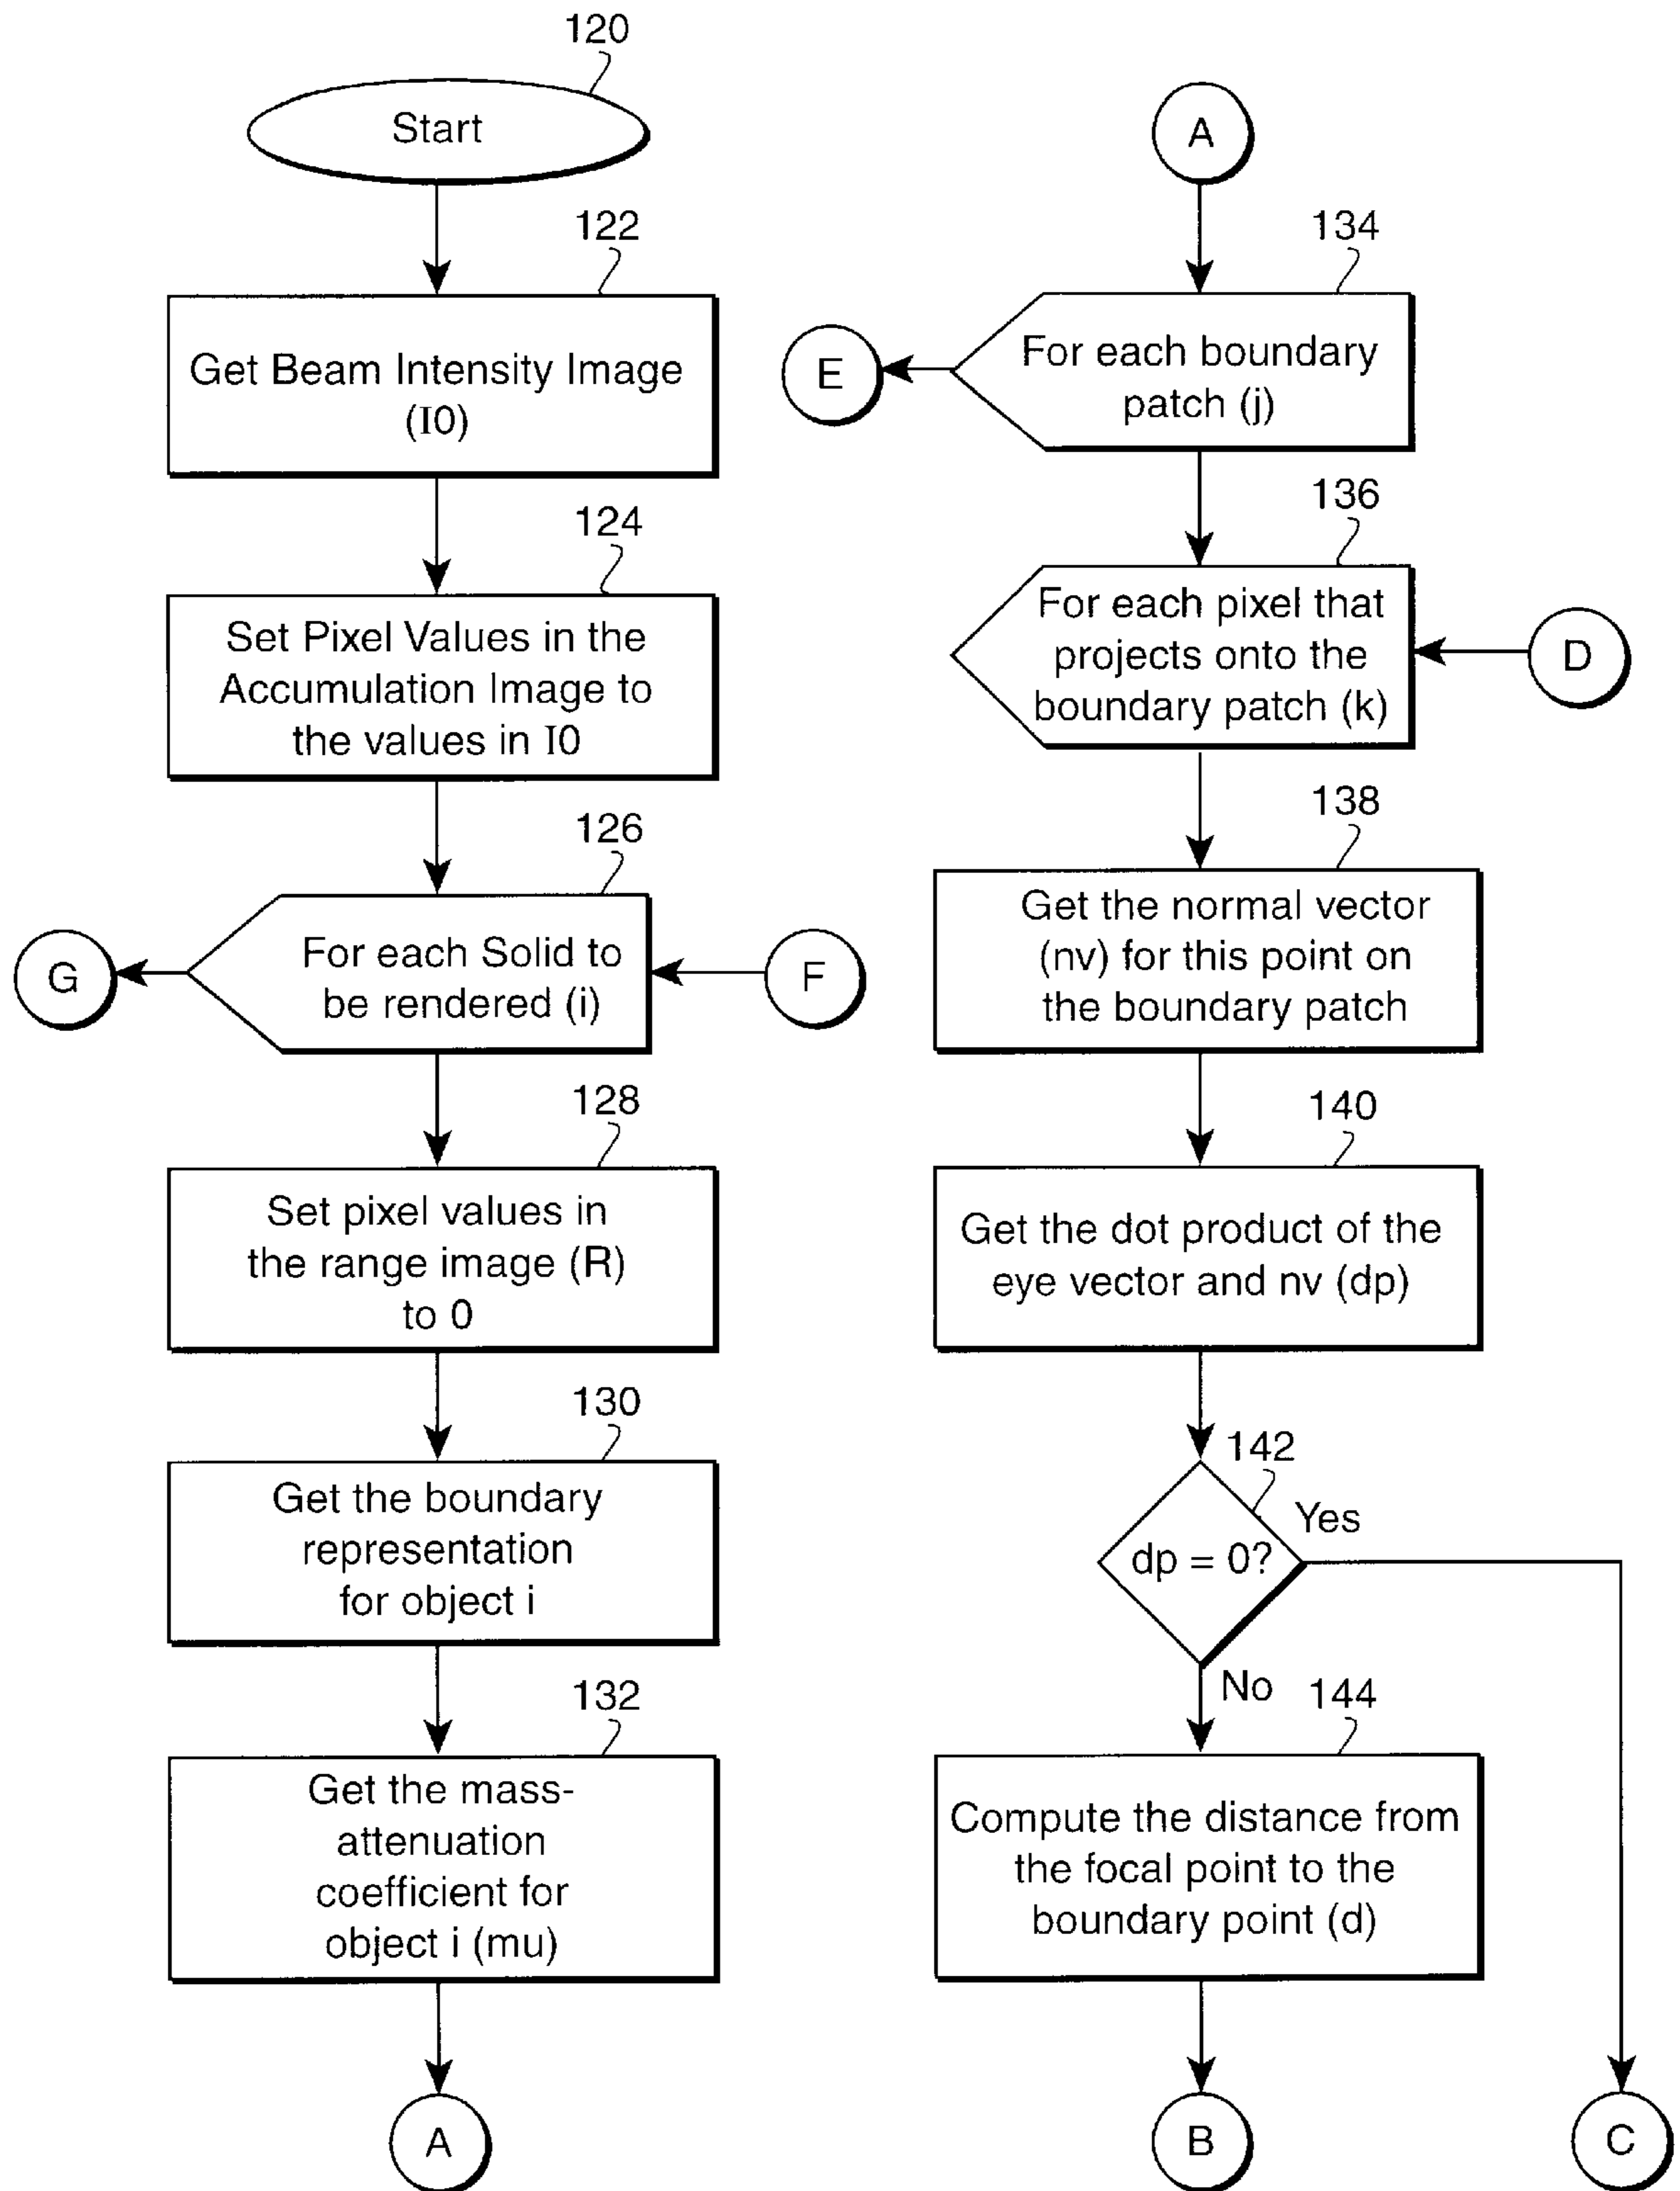 120
Start
122
Get Beam Intensity Image
(I0)
124
Set Pixel Values in the
Accumulation Image to
the values in I0
126
G
For each Solid to
be rendered (i)
F
128
Set pixel values in
the range image (R)
to 0
130
Get the boundary
representation
for object i
132
Get the mass-
attenuation
coefficient for
object i (mu)
A
A
134
E
For each boundary
patch (j)
136
For each pixel that
projects onto the
boundary patch (k)
D
138
Get the normal vector
(nv) for this point on
the boundary patch
140
Get the dot product of the
eye vector and nv (dp)
142
Yes
dp = 0?
No
144
Compute the distance from
the focal point to the
boundary point (d)
B
C